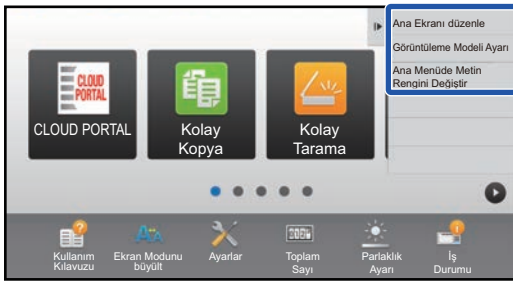 Ana Ekranı düzenle
Görüntüleme Modeli Ayarı
Ana Menüde Metin
Rengini Değiştir
CLOUD
PORTAL
CLOUD PORTAL
Kolay
Kopya
Kolay
Tarama
Kullanım
Kılavuzu
Ekran Modunu
büyült
Ayarlar
Toplam
Sayı
Parlaklık
Ayarı
İş
Durumu